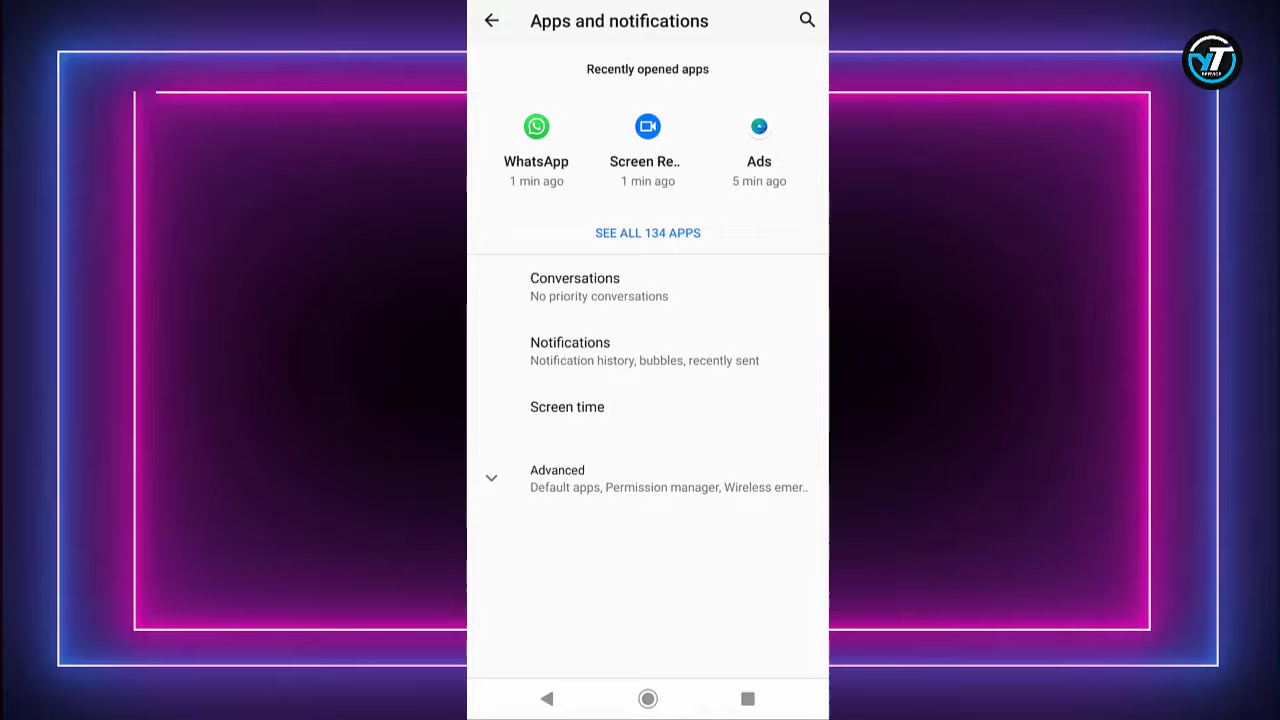 Apps and notifications
Recently opened apps
WhatsApp
Screen Re..
Ads
1 min ago
1 min ago
5 min ago
SEE ALL 134 APPS
Conversations
No priority conversations
Notifications
Notification history, bubbles, recently sent
Screen time
Advanced
Default apps, Permission manager, Wireless emer..
YT